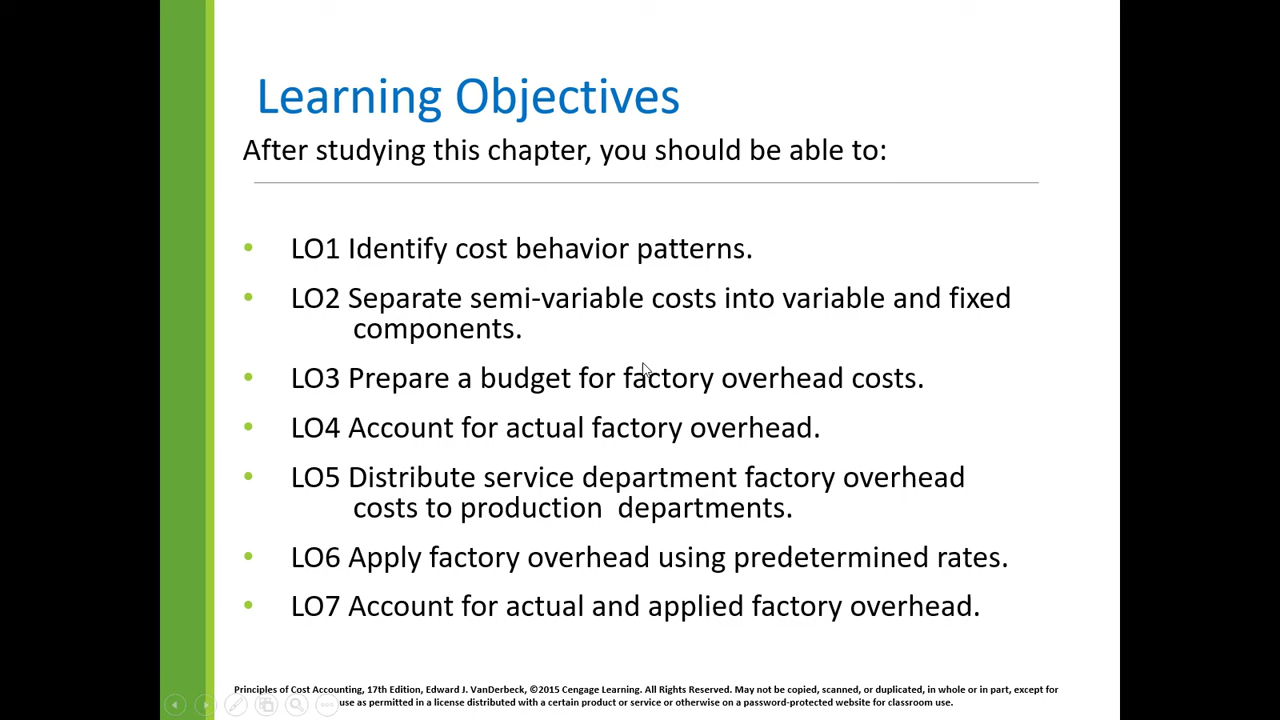 Learning Objectives
After studying this chapter, you should be able to:
• LO1 Identify cost behavior patterns.
• LO2 Separate semi-variable costs into variable and fixed
components.
• LO3 Prepare a budget for factory overhead costs.
• LO4 Account for actual factory overhead.
• LO5 Distribute service department factory overhead
costs to production departments.
• LO6 Apply factory overhead using predetermined rates.
• LO7 Account for actual and applied factory overhead.
Principles of Cost Accounting, 17th Edition, Edward J. VanDerbeck, ©2015 Cengage Learning. All Rights Reserved. May not be copied, scanned, or duplicated, in whole or in part, except for
use as permitted in a license distributed with a certain product or service or otherwise on a password-protected website for classroom use.